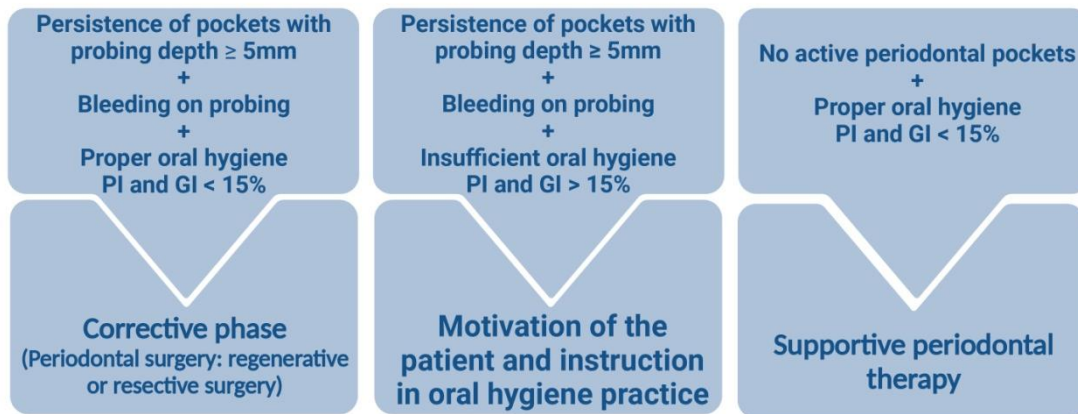 Persistence of pockets with
probing depth ≥ 5mm
+
Bleeding on probing
+
Proper oral hygiene
PI and GI < 15%
Corrective phase
(Periodontal surgery: regenerative
or resective surgery)
Persistence of pockets with
probing depth ≥ 5mm
+
Bleeding on probing
+
Insufficient oral hygiene
PI and GI > 15%
Motivation of the
patient and instruction
in oral hygiene practice
No active periodontal pockets
+
Proper oral hygiene
PI and GI < 15%
Supportive periodontal
therapy